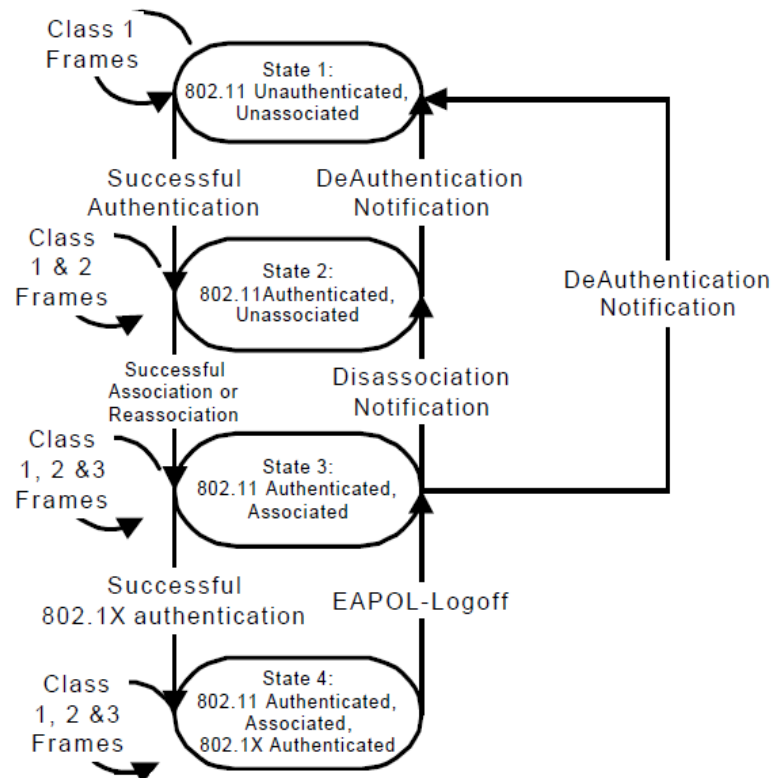 Class 1
Frames
State 1:
802.11 Unauthenticated,
Unassociated
Successful
Authentication
DeAuthentication
Notification
Class
1 & 2
Frames
State 2:
802.11Authenticated,
Unassociated
DeAuthentication
Notification
Successful
Association or
Reassociation
Disassociation
Notification
Class
1, 2 &3
Frames
State 3:
802.11 Authenticated,
Associated
Successful
802.1X authentication
EAPOL-Logoff
Class
1, 2 &3
Frames
State 4:
802.11 Authenticated,
Associated,
802.1X Authenticated